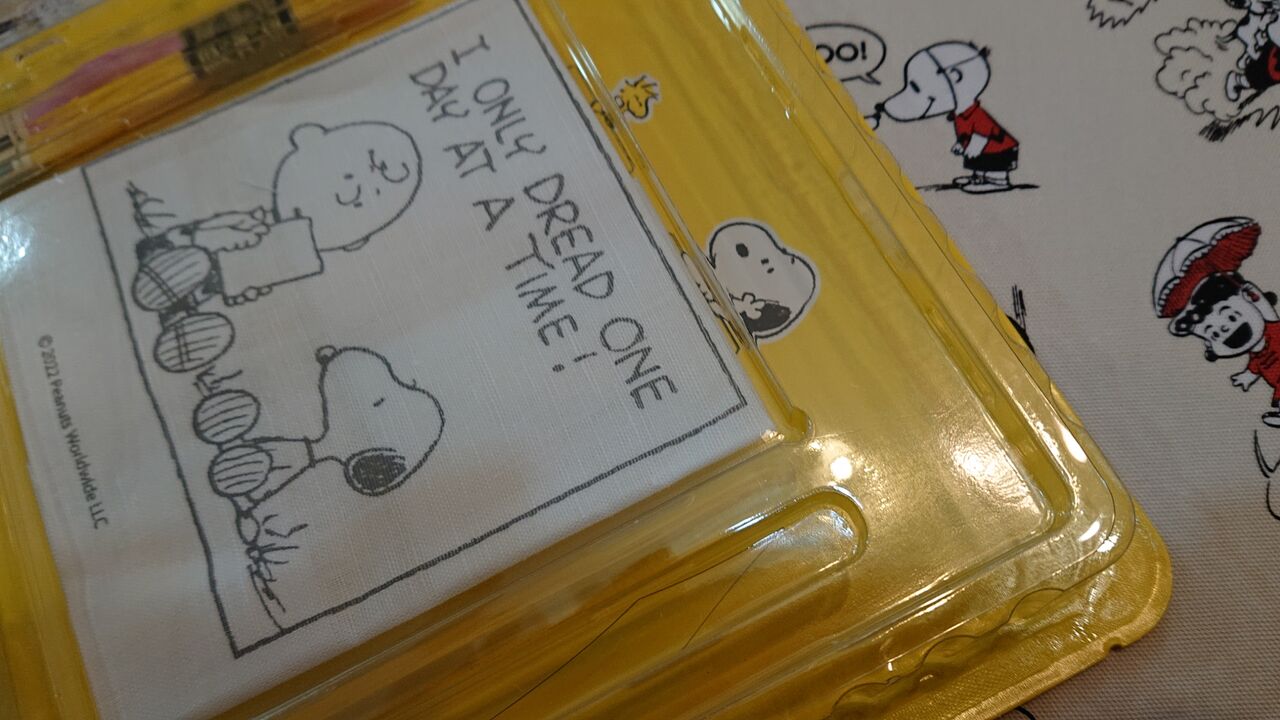 I ONLY DREAD ONE
DAY AT A TIME!
© 2022 Peanuts Worldwide LLC
OO!